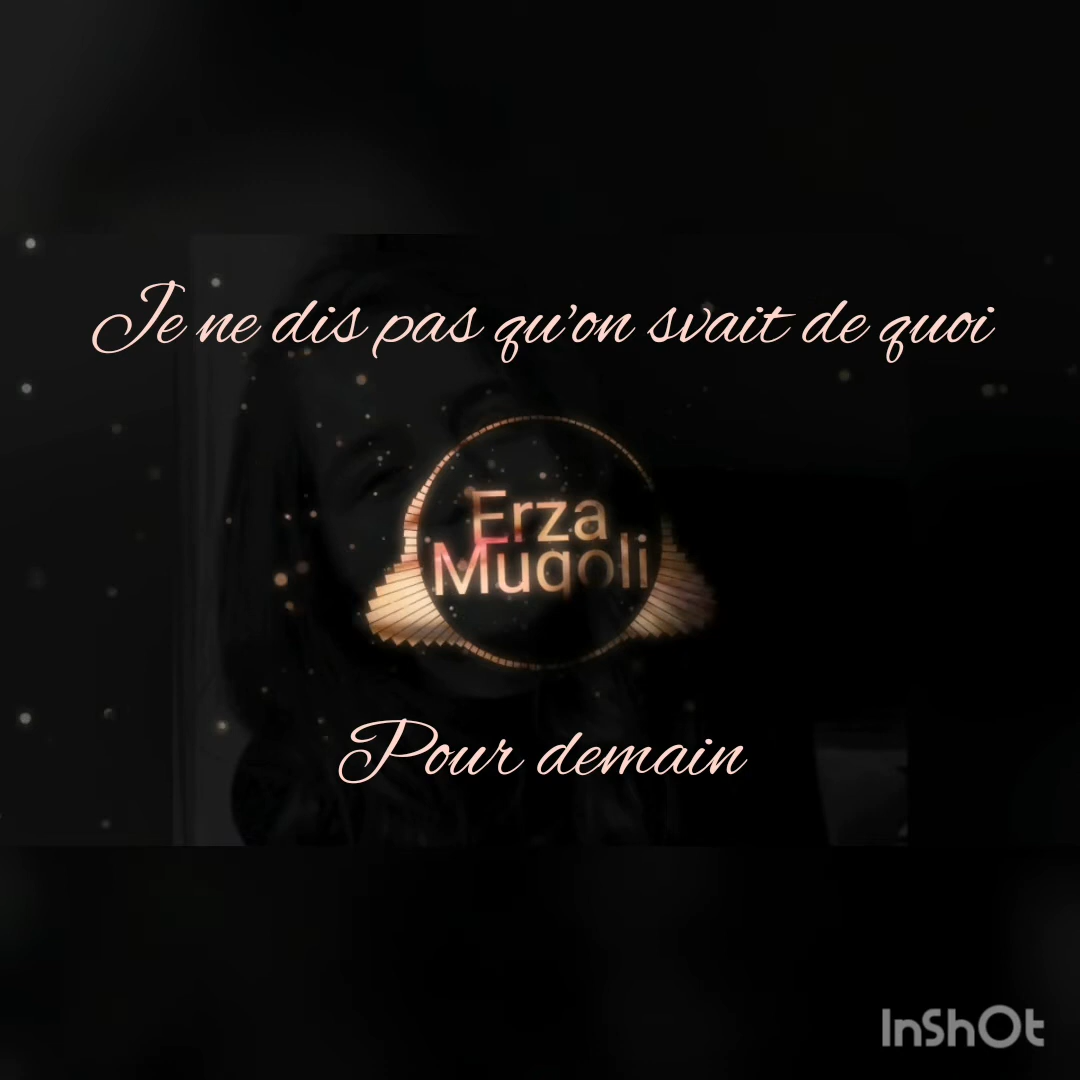 Je ne dis pas qu'on svait de quoi
Erza
Muqoli
Pour demain
InShOt